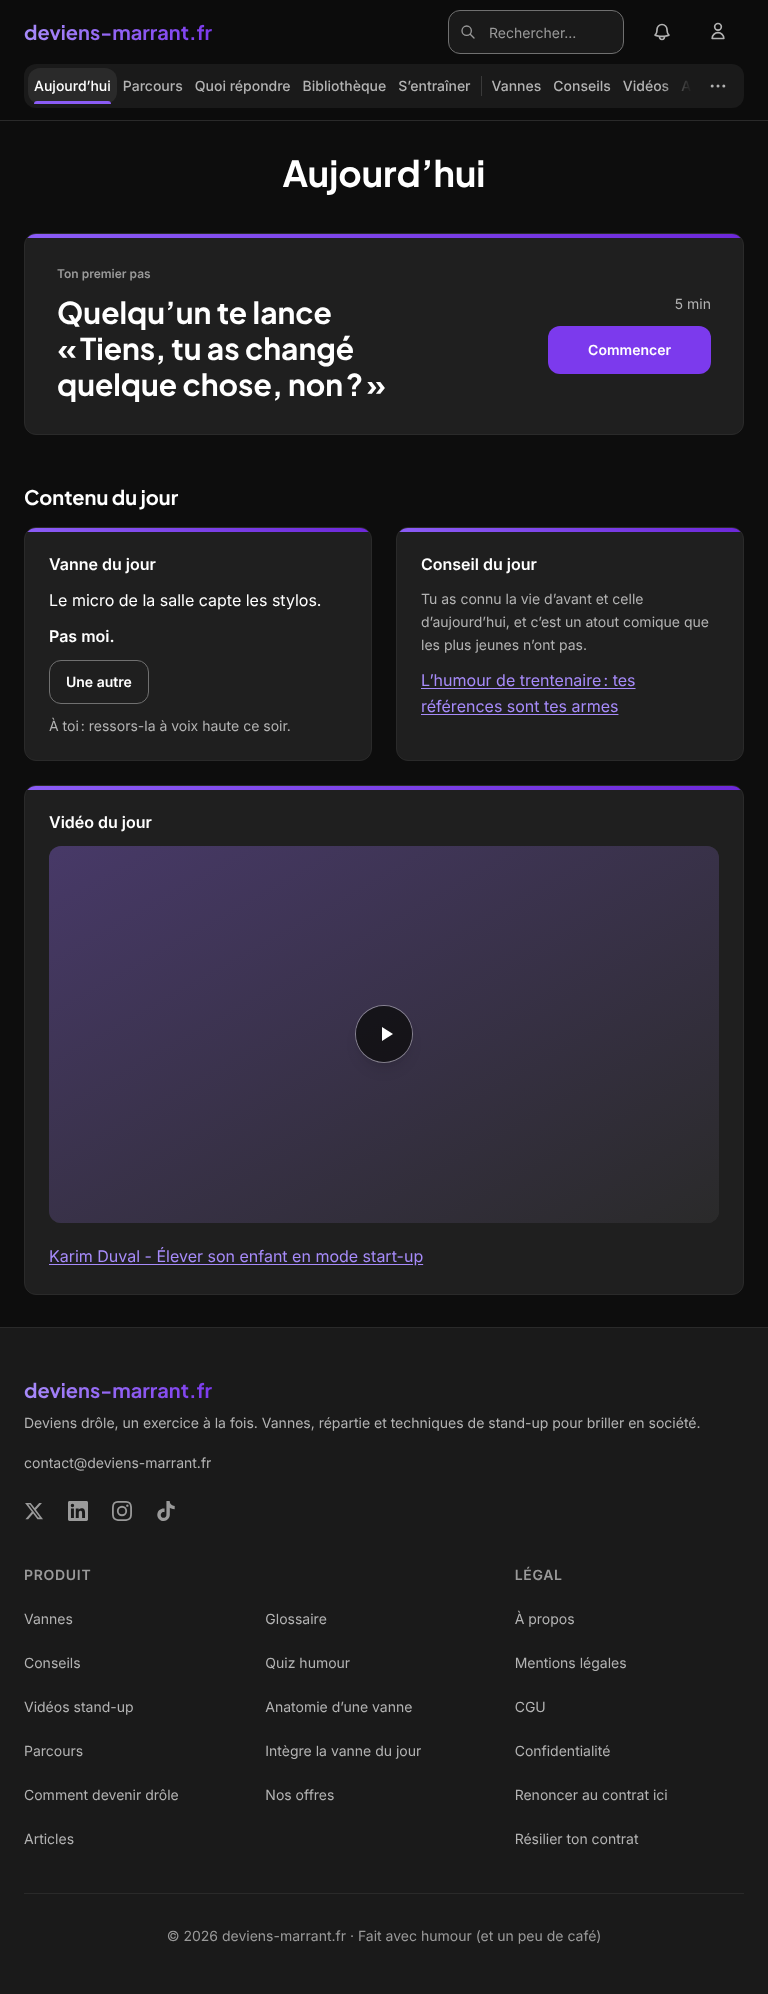 deviens-marrant.fr
Rechercher...
Aujourd’hui Parcours Quoi répondre Bibliothèque S’entraîner Vannes Conseils Vidéos
Aujourd’hui
Ton premier pas
Quelqu’un te lance
« Tiens, tu as changé
quelque chose, non ? »
5 min
Commencer
Contenu du jour
Vanne du jour
Le micro de la salle capte les stylos.
Pas moi.
Une autre
À toi : ressors-la à voix haute ce soir.
Conseil du jour
Tu as connu la vie d’avant et celle
d’aujourd’hui, et c’est un atout comique que
les plus jeunes n’ont pas.
L’humour de trentenaire : tes
références sont tes armes
Vidéo du jour
Karim Duval - Élever son enfant en mode start-up
deviens-marrant.fr
Deviens drôle, un exercice à la fois. Vannes, répartie et techniques de stand-up pour briller en société.
contact@deviens-marrant.fr
PRODUIT
Vannes
Conseils
Vidéos stand-up
Parcours
Comment devenir drôle
Articles
Glossaire
Quiz humour
Anatomie d’une vanne
Intègre la vanne du jour
Nos offres
LÉGAL
À propos
Mentions légales
CGU
Confidentialité
Renoncer au contrat ici
Résilier ton contrat
© 2026 deviens-marrant.fr · Fait avec humour (et un peu de café)